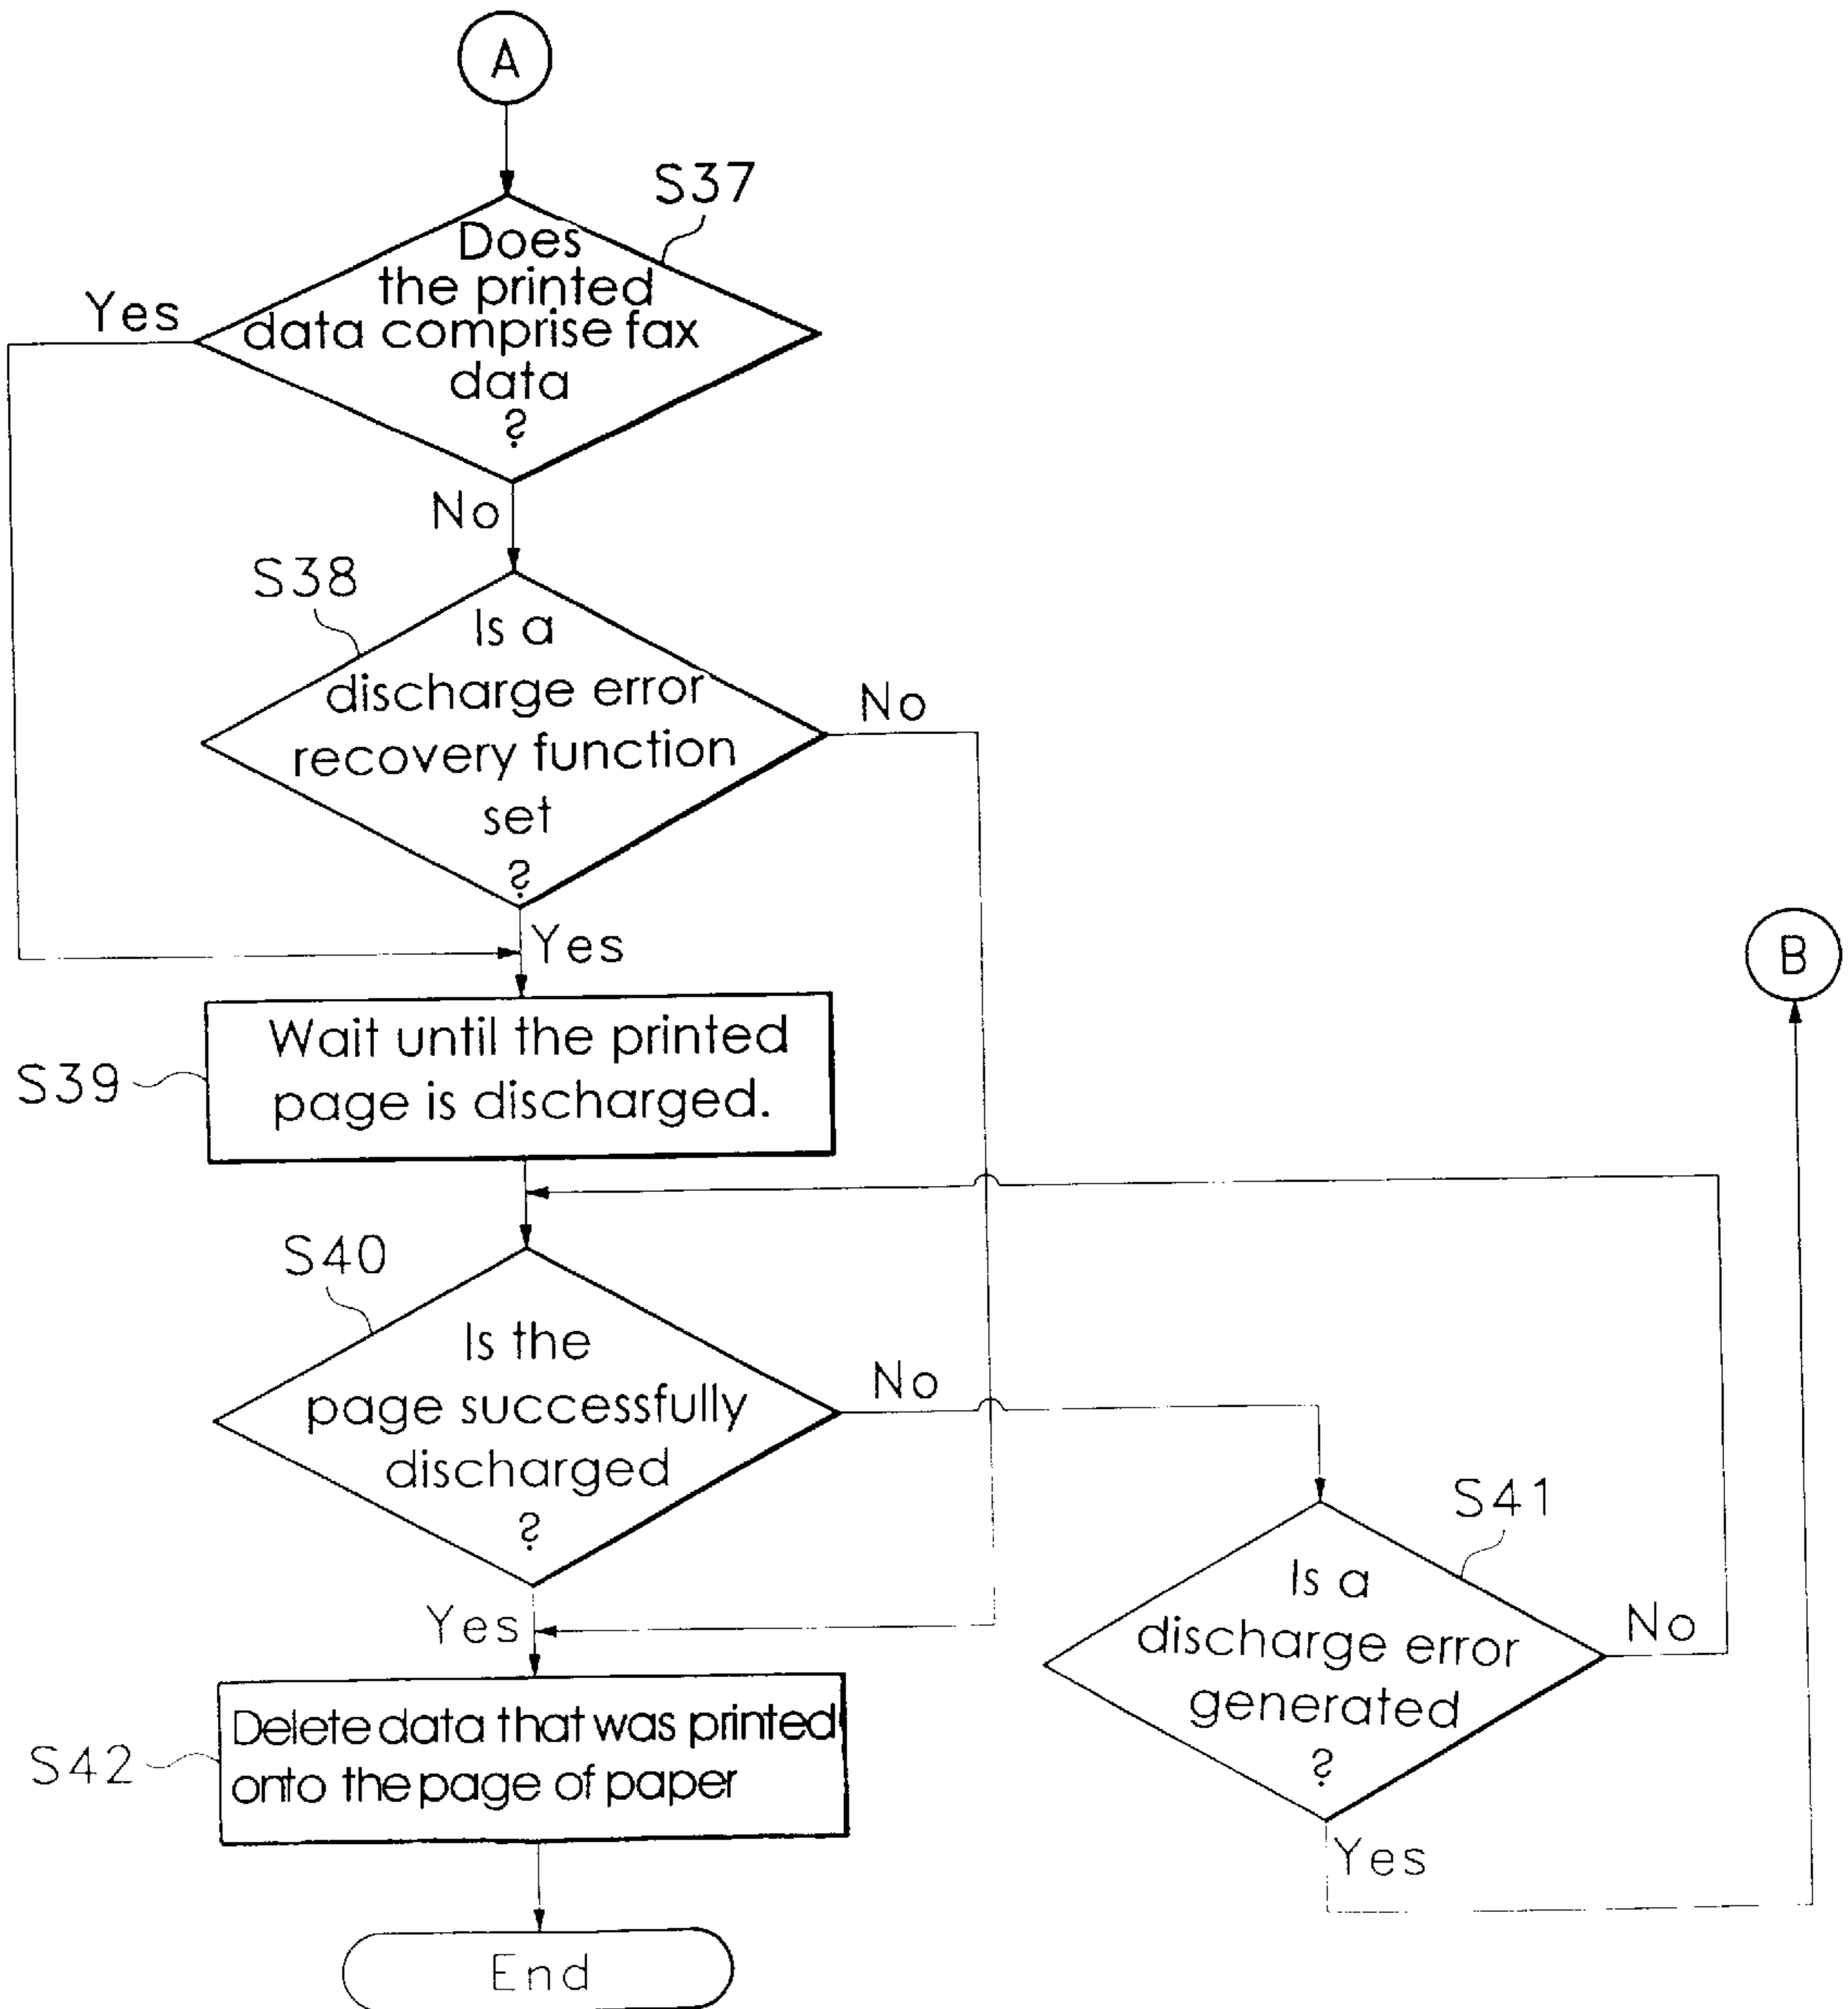 A
S37
Does
the printed
data comprise fax
data
?
Yes
No
S38
Is a
discharge error
recovery function
set
?
No
Yes
B
S39
Wait until the printed
page is discharged.
S40
Is the
page successfully
discharged
?
No
Yes
S41
Is a
discharge error
generated
?
No
Yes
S42
Delete data that was printed
onto the page of paper
End